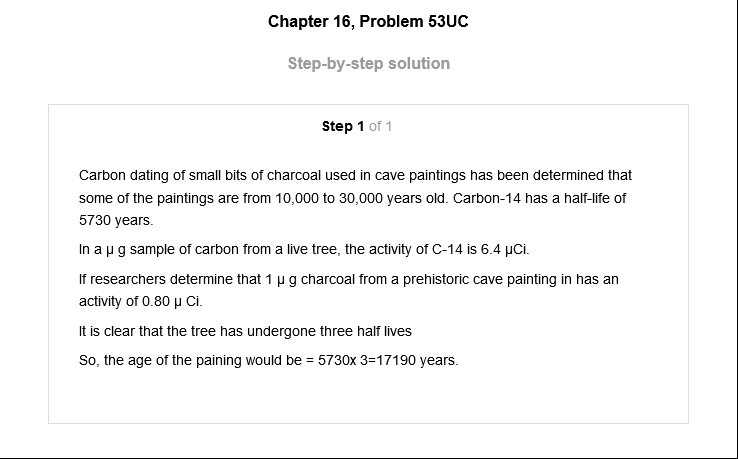 Chapter 16, Problem 53UC
Step-by-step solution
Step 1 of 1
Carbon dating of small bits of charcoal used in cave paintings has been determined that
some of the paintings are from 10,000 to 30,000 years old. Carbon-14 has a half-life of
5730 years.
In a μ g sample of carbon from a live tree, the activity of C-14 is 6.4 μCi.
If researchers determine that 1 μ g charcoal from a prehistoric cave painting in has an
activity of 0.80 μ Ci.
It is clear that the tree has undergone three half lives
So, the age of the paining would be = 5730x 3=17190 years.